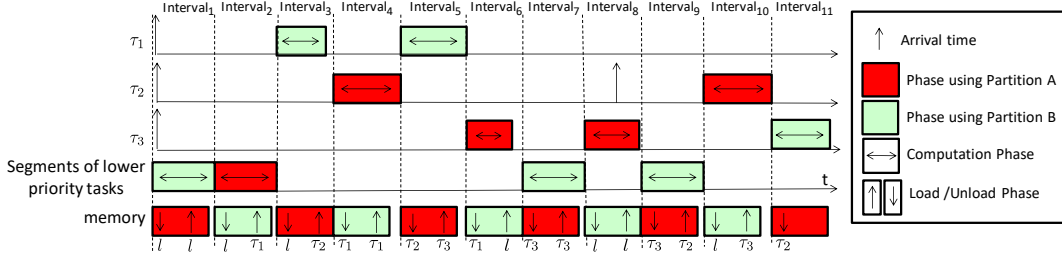 Interval₁ Interval₂ Interval₃ Interval₄ Interval₅ Interval₆ Interval₇ Interval₈ Interval₉ Interval₁₀ Interval₁₁
τ₁
τ₂
τ₃
Segments of lower
priority tasks
t
memory
l l l τ₁ l τ₂ τ₁ τ₁ τ₂ τ₃ τ₁ l τ₃ τ₃ l l τ₃ τ₂ l τ₃ τ₂
Arrival time
Phase using Partition A
Phase using Partition B
Computation Phase
Load /Unload Phase